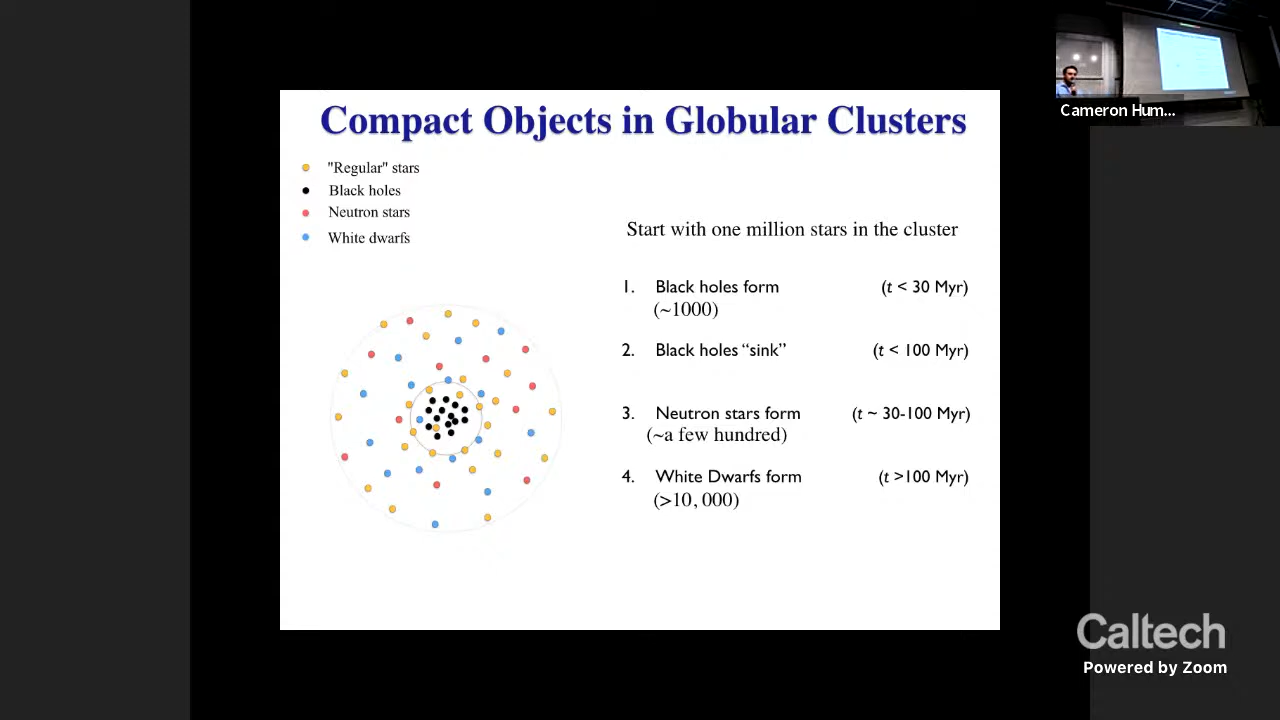 Compact Objects in Globular Clusters
"Regular" stars
Black holes
Neutron stars
White dwarfs
Start with one million stars in the cluster
1. Black holes form (t < 30 Myr)
(~1000)
2. Black holes “sink” (t < 100 Myr)
3. Neutron stars form (t ~ 30-100 Myr)
(~a few hundred)
4. White Dwarfs form (t >100 Myr)
(>10, 000)
Cameron Hum...
Caltech
Powered by Zoom